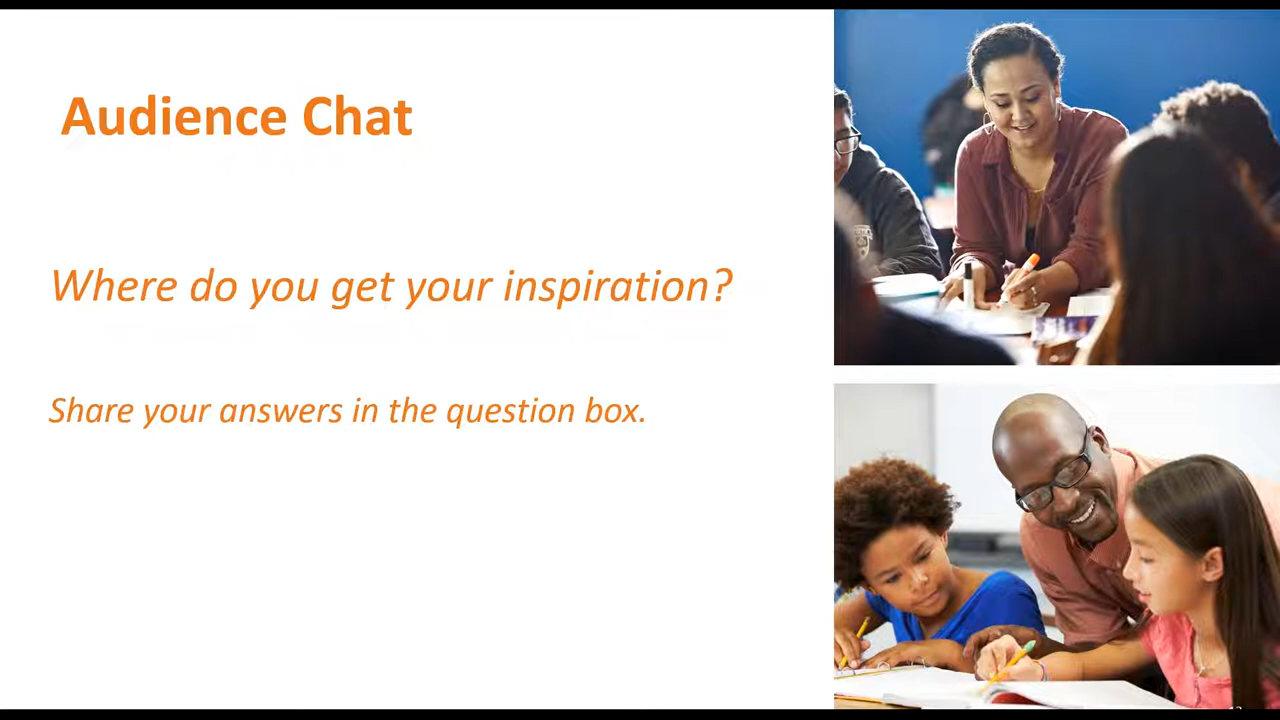 Audience Chat
Where do you get your inspiration?
Share your answers in the question box.